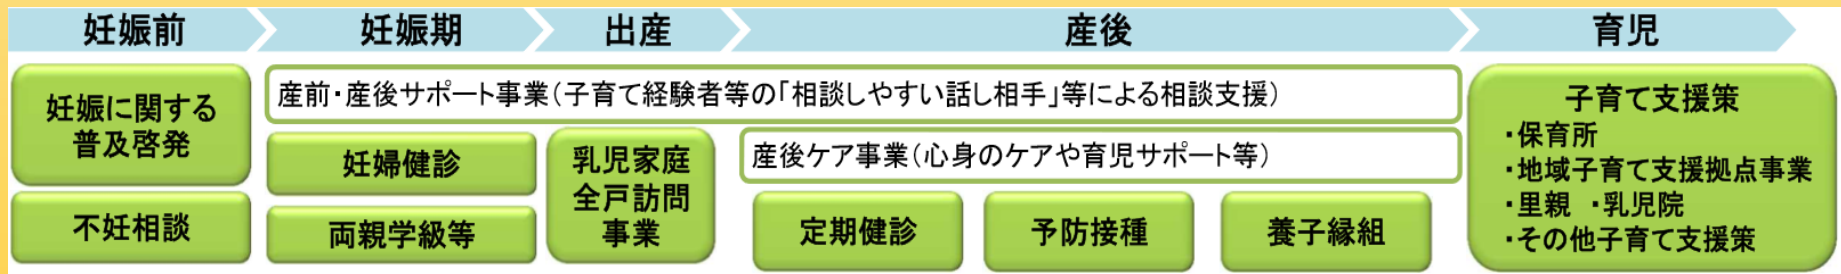 妊娠前
妊娠期
出産
産後
育児
妊娠に関する
普及啓発
不妊相談
産前・産後サポート事業(子育て経験者等の「相談しやすい話し相手」等による相談支援)
妊婦健診
両親学級等
乳児家庭
全戸訪問
事業
産後ケア事業(心身のケアや育児サポート等)
定期健診
予防接種
養子縁組
子育て支援策
・保育所
・地域子育て支援拠点事業
・里親 ・乳児院
・その他子育て支援策